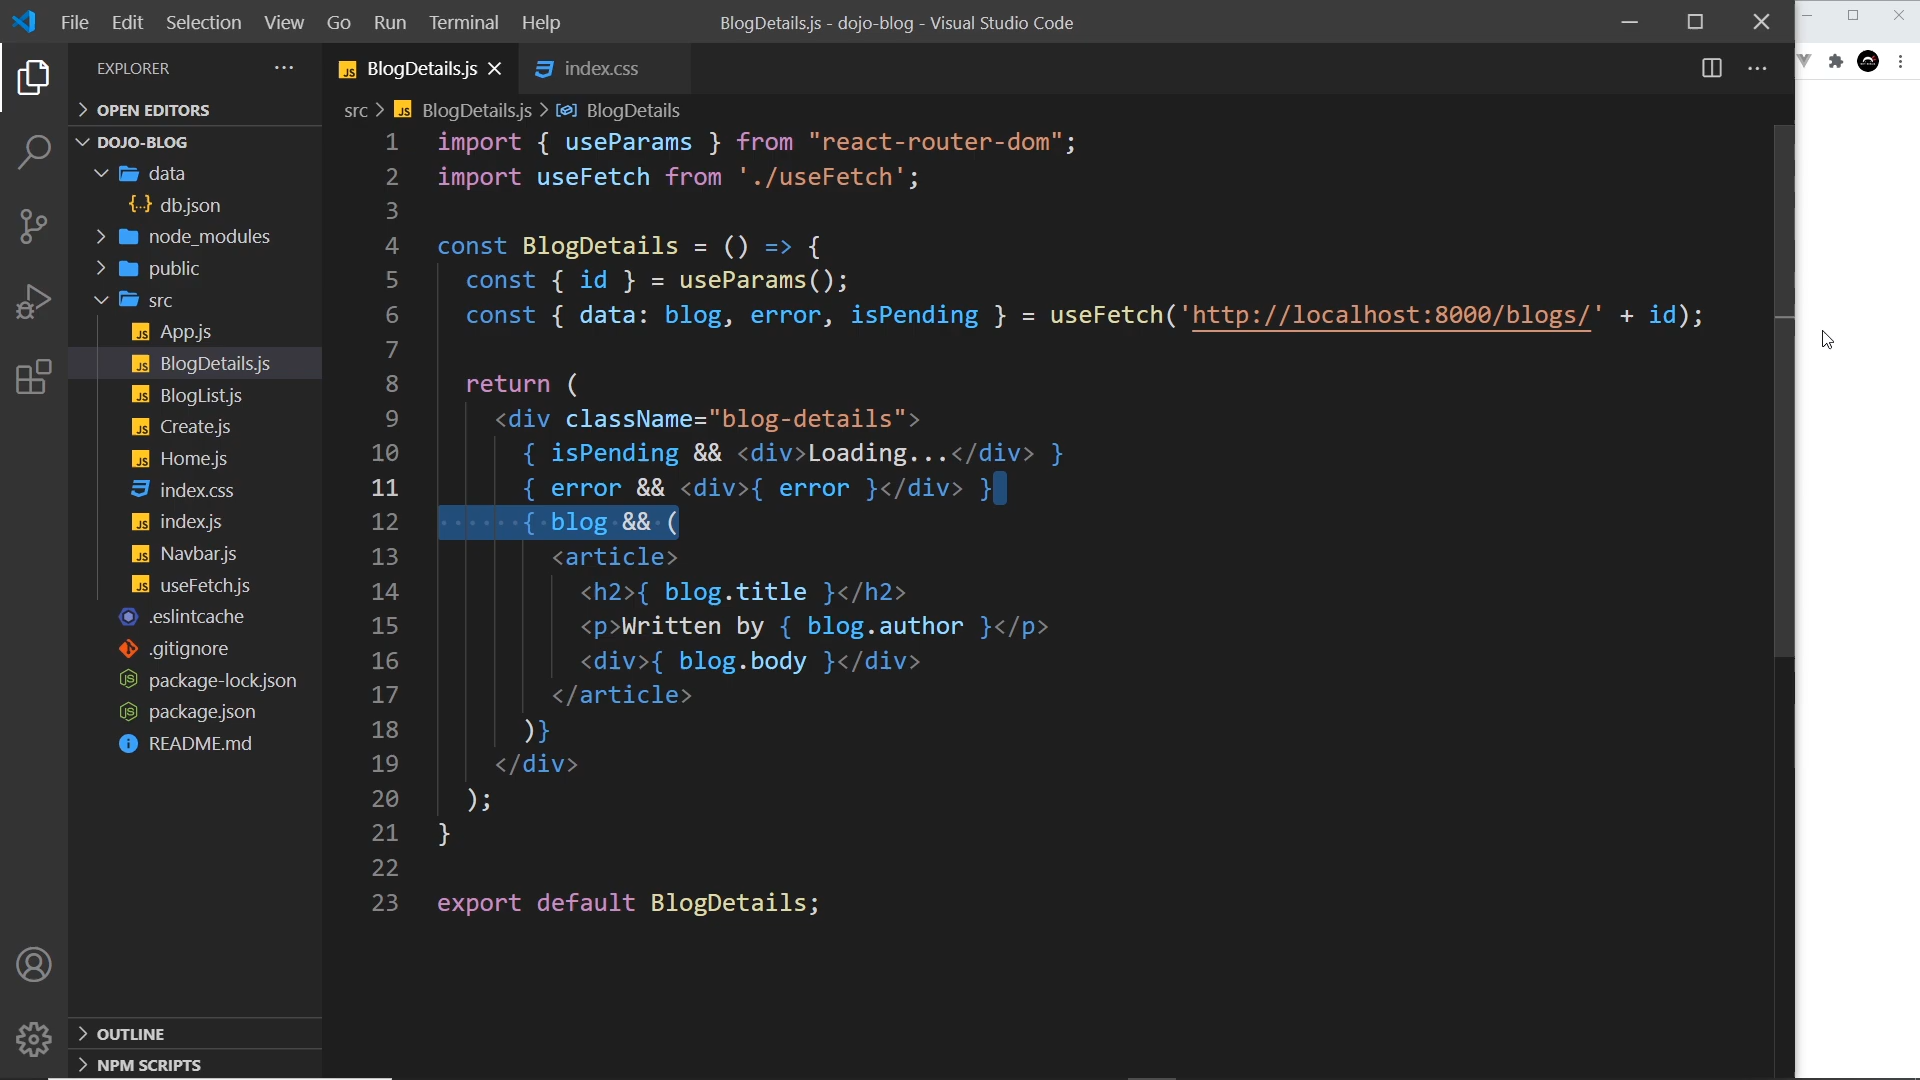 File Edit Selection View Go Run Terminal Help
BlogDetails.js - dojo-blog - Visual Studio Code
EXPLORER
OPEN EDITORS
DOJO-BLOG
data
db.json
node_modules
public
src
App.js
BlogDetails.js
BlogList.js
Create.js
Home.js
index.css
index.js
Navbar.js
useFetch.js
.eslintcache
.gitignore
package-lock.json
package.json
README.md
OUTLINE
NPM SCRIPTS
BlogDetails.js index.css
src > BlogDetails.js > BlogDetails
1 import { useParams } from "react-router-dom";
2 import useFetch from './useFetch';
3
4 const BlogDetails = () => {
5 const { id } = useParams();
6 const { data: blog, error, isPending } = useFetch('http://localhost:8000/blogs/' + id);
7
8 return (
9 <div className="blog-details">
10 { isPending && <div>Loading...</div> }
11 { error && <div>{ error }</div> }
12 { blog && (
13 <article>
14 <h2>{ blog.title }</h2>
15 <p>Written by { blog.author }</p>
16 <div>{ blog.body }</div>
17 </article>
18 )}
19 </div>
20 );
21 }
22
23 export default BlogDetails;